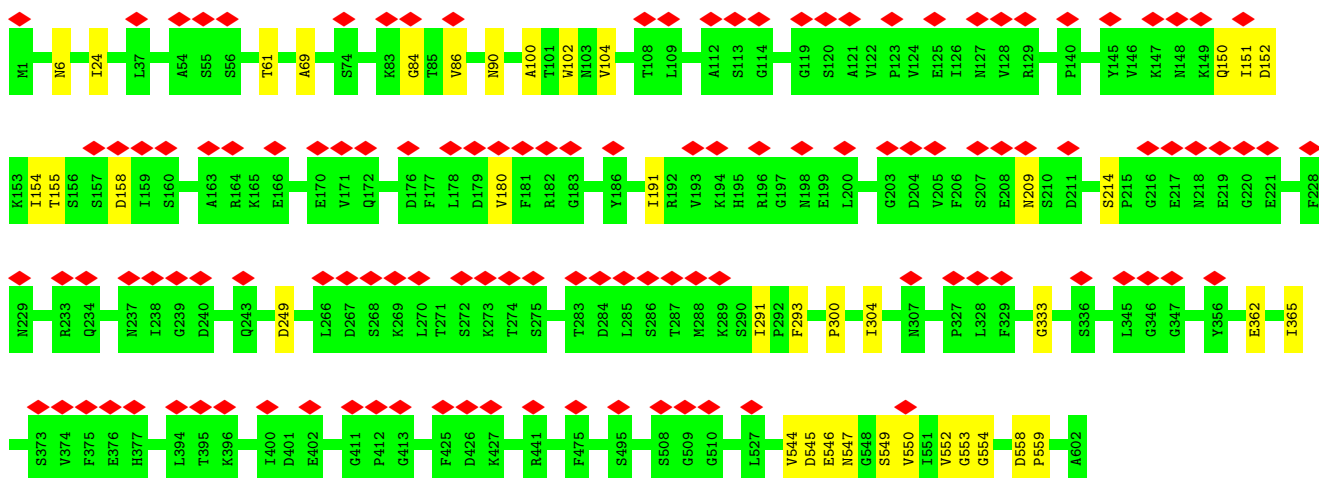 M1 N6 I24 L37 A54 S55 S56 T61 A69 S74 K83 G84 T85 V86 N90 A100 T101 W102 N103 V104 T108 L109 A112 S113 G114 G119 S120 A121 V122 P123 V124 E125 I126 N127 V128 R129 P140 Y145 V146 K147 N148 K149 Q150 I151 D152
K153 I154 T155 S156 S157 D158 I159 S160 A163 R164 K165 E166 E170 V171 Q172 D176 F177 L178 D179 V180 F181 R182 G183 Y186 I191 R192 V193 K194 H195 R196 G197 N198 E199 L200 G203 D204 V205 F206 S207 E208 N209 S210 D211 S214 P215 G216 E217 N218 E219 G220 E221 F228
N229 R233 Q234 N237 I238 G239 D240 Q243 D249 L266 D267 S268 K269 L270 T271 S272 K273 T274 S275 T283 D284 L285 S286 T287 M288 K289 S290 I291 P292 F293 P300 I304 N307 P327 L328 F329 G333 S336 L345 G346 G347 Y356 E362 I365
S373 V374 F375 E376 H377 L394 T395 K396 I400 D401 E402 G411 P412 G413 F425 D426 K427 R441 F475 S495 S508 G509 G510 L527 V544 D545 E546 N547 G548 S549 V550 I551 V552 G553 G554 D558 P559 A602